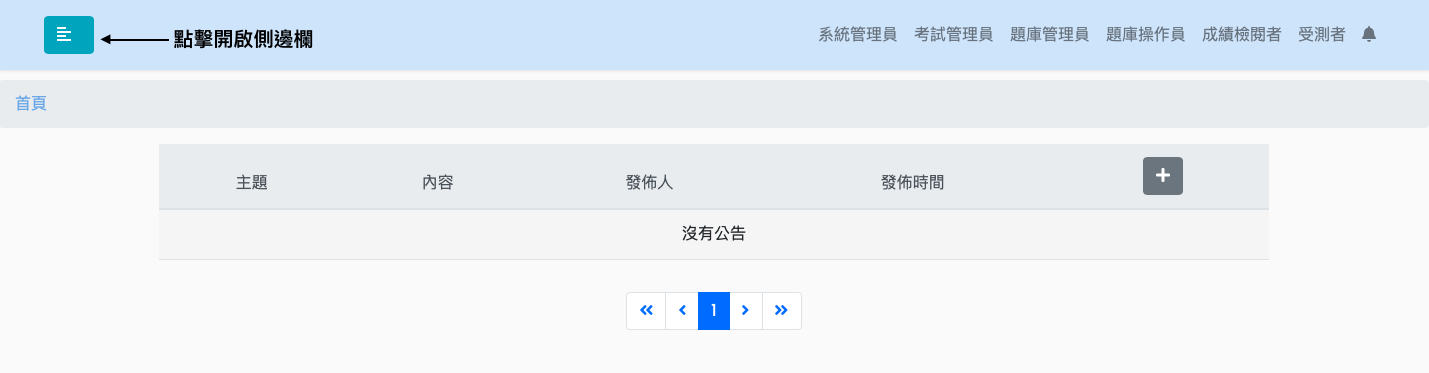 點擊開啟側邊欄
系統管理員 考試管理員 題庫管理員 題庫操作員 成績檢閱者 受測者
首頁
主題 內容 發佈人 發佈時間
沒有公告
« ‹ 1 › »